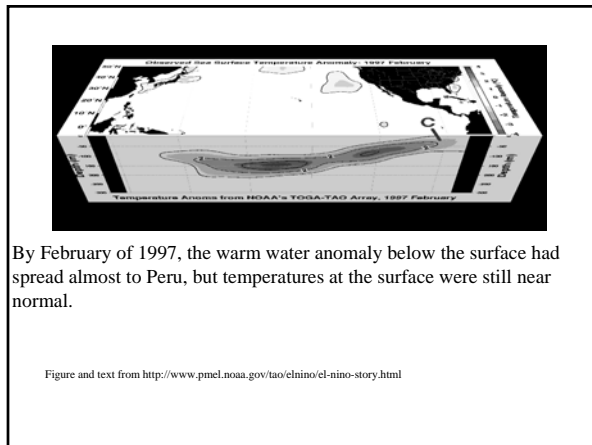 Observed Sea Surface Temperature Anomaly: 1997 February
C
Temperature Anoms from NOAA's TOGA-TAO Array, 1997 February
By February of 1997, the warm water anomaly below the surface had
spread almost to Peru, but temperatures at the surface were still near
normal.
Figure and text from http://www.pmel.noaa.gov/tao/elnino/el-nino-story.html